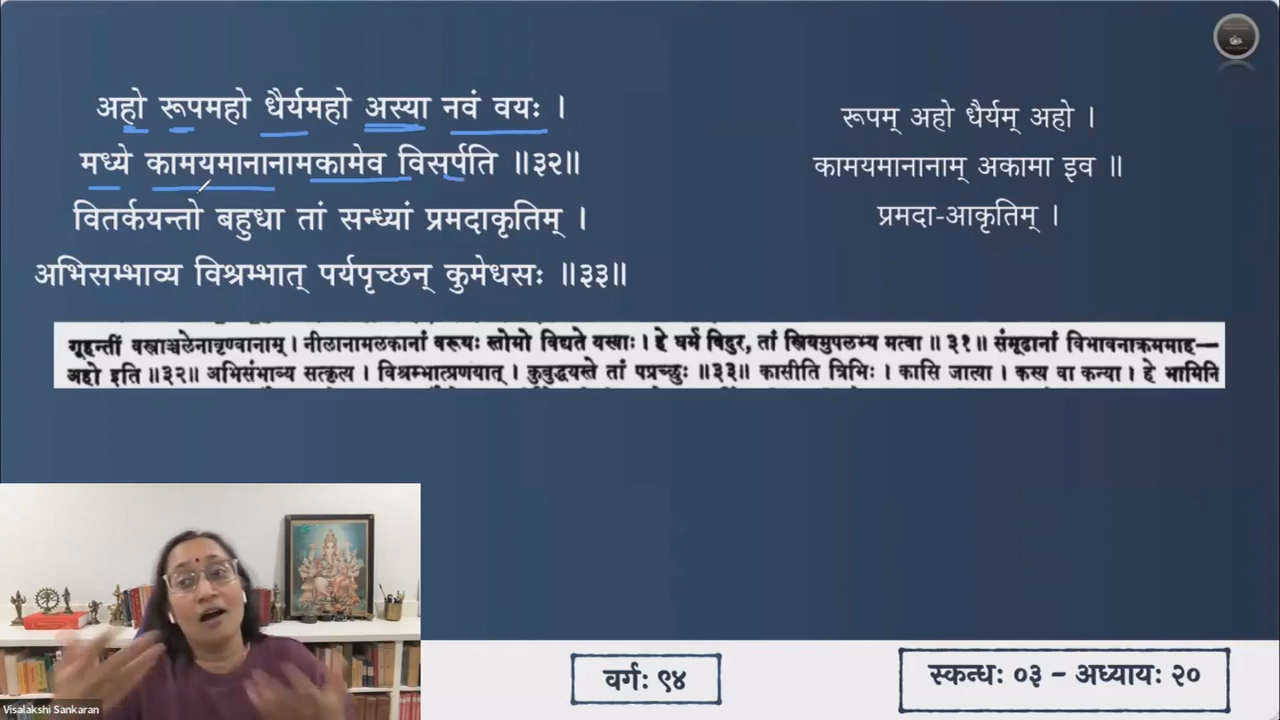 अहो रूपमहो धैर्यमहो अस्या नवं वयः ।
मध्ये कामयमानानामकामेव विसर्पति ॥३२॥
वितर्कयन्तो बहुधा तां सन्ध्यां प्रमदाकृतिम् ।
अभिसम्भाव्य विश्रम्भात् पर्यपृच्छन् कुमेधसः ॥३३॥
रूपम् अहो धैर्यम् अहो ।
कामयमानानाम् अकामा इव ॥
प्रमदा-आकृतिम् ।
गूहन्तीं वस्त्राञ्चलेनावृण्वानाम् । नीलानामलकानां वरूथः स्तोमो विद्यते यस्याः । हे धर्म विदुर, तां स्त्रियमुपलभ्य मत्वा ॥ ३१ ॥ संमूढानां विभावनाक्रममाह—
अहो इति ॥३२॥ अभिसंभाव्य सत्कृत्य । विश्रम्भात्प्रणयात् । कुबुद्धयस्ते तां पप्रच्छुः ॥३३॥ कासीति त्रिभिः । कासि जात्या । कस्य वा कन्या । हे भामिनि
Visalakshi Sankaran
वर्गः ९४
स्कन्धः ०३ – अध्यायः २०